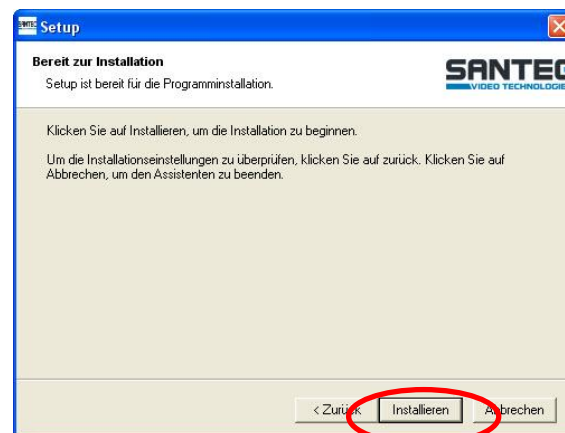 Setup
Bereit zur Installation
Setup ist bereit für die Programminstallation.
SANTEC
VIDEO TECHNOLOGIE
Klicken Sie auf Installieren, um die Installation zu beginnen.
Um die Installationseinstellungen zu überprüfen, klicken Sie auf zurück. Klicken Sie auf
Abbrechen, um den Assistenten zu beenden.
< Zurück Installieren Abbrechen